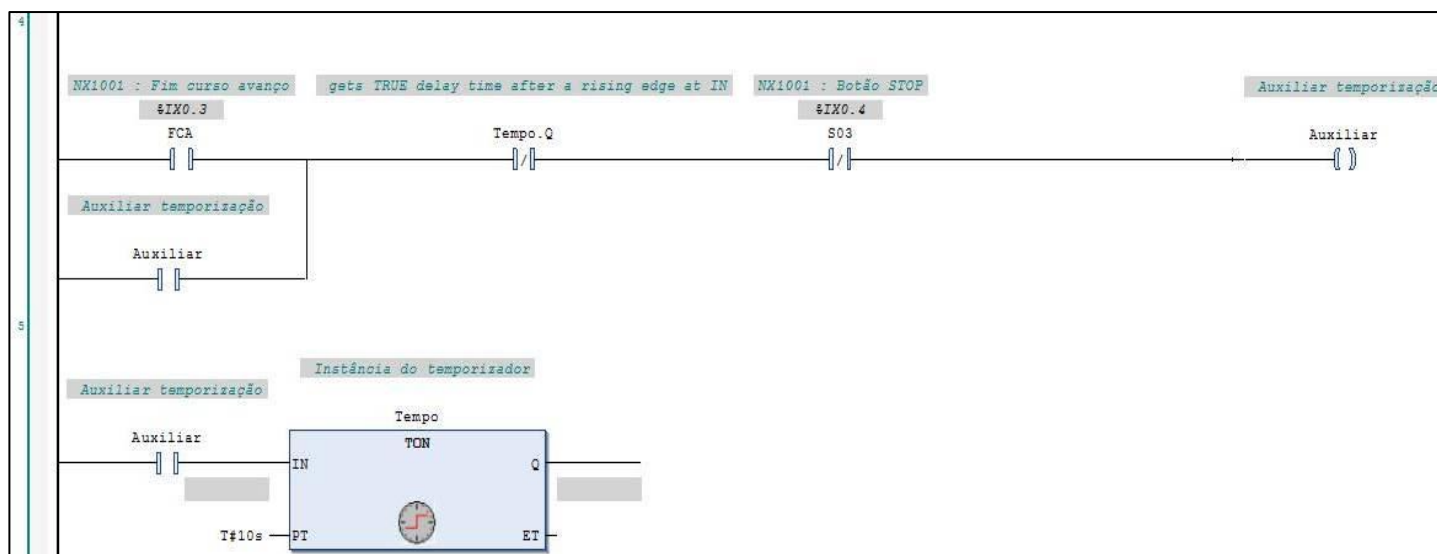 4
NX1001 : Fim curso avanço
gets TRUE delay time after a rising edge at IN
NX1001 : Botão STOP
Auxiliar temporização
%IX0.3
%IX0.4
FCA
Tempo.Q
S03
Auxiliar
Auxiliar temporização
Auxiliar
5
Instância do temporizador
Auxiliar temporização
Tempo
Auxiliar
TON
IN
Q
T#10s
PT
ET